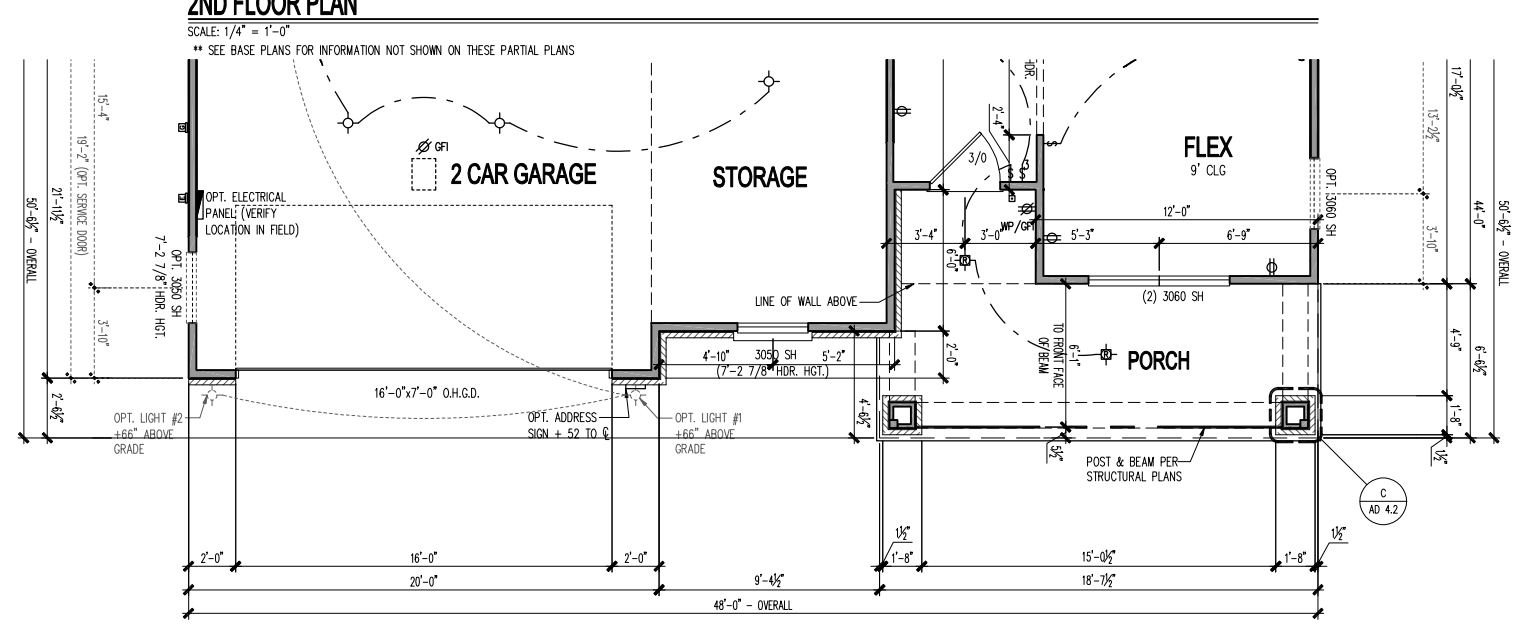 2ND FLOOR PLAN
SCALE: 1/4" = 1'-0"
** SEE BASE PLANS FOR INFORMATION NOT SHOWN ON THESE PARTIAL PLANS
HDR.
17'-0½"
15'-4"
2'-4"
13'-2½"
GFI
3/0
FLEX
9' CLG
19'-2" (OPT. SERVICE DOOR)
2 CAR GARAGE
STORAGE
S S 3
S
21'-11½"
50'-6½" - OVERALL
OPT. ELECTRICAL
PANEL (VERIFY
LOCATION IN FIELD)
WP/GFI
12'-0"
OPT. 3060 SH
44'-0"
50'-6½" - OVERALL
3'-4"
3'-0"
5'-3"
6'-9"
3'-10"
6'-0"
R
OPT. 3050 SH
7'-2 7/8" HDR. HGT.
LINE OF WALL ABOVE
(2) 3060 SH
3'-10"
4'-10"
3050 SH
5'-2"
(7'-2 7/8" HDR. HGT.)
2'-0"
TO FRONT FACE
OF BEAM
6'-1"
R
PORCH
4'-9"
6'-6½"
16'-0"x7'-0" O.H.G.D.
2'-6½"
OPT. LIGHT #2
+66" ABOVE
GRADE
OPT. ADDRESS
SIGN + 52 TO ℄
OPT. LIGHT #1
+66" ABOVE
GRADE
4'-6½"
1'-8"
5½"
1½"
POST & BEAM PER
STRUCTURAL PLANS
C
AD 4.2
1½"
1½"
2'-0"
16'-0"
2'-0"
1'-8"
15'-0½"
1'-8"
20'-0"
9'-4½"
18'-7½"
48'-0" - OVERALL